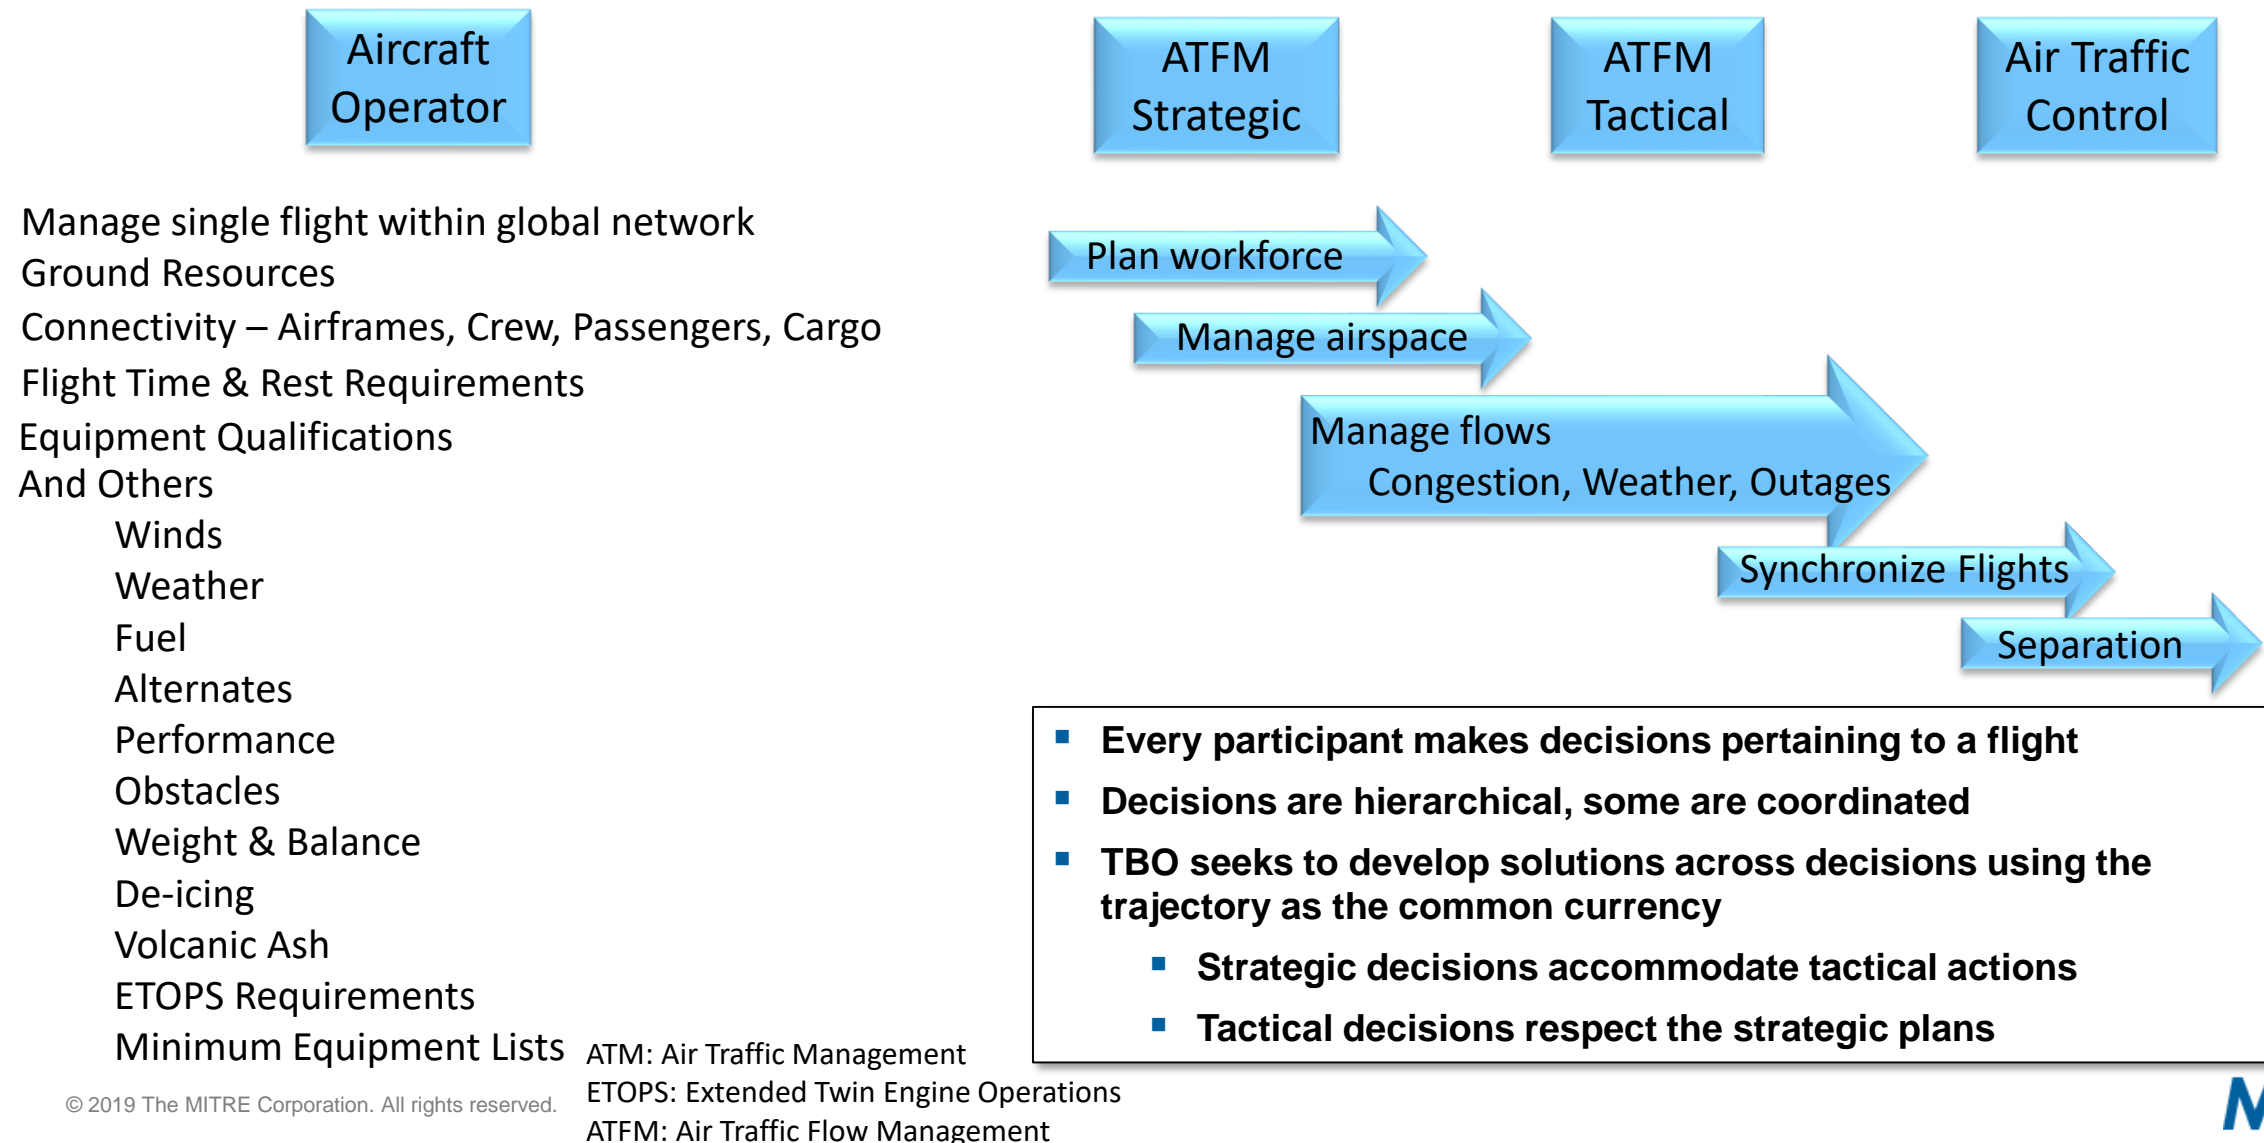 Aircraft
Operator
ATFM
Strategic
ATFM
Tactical
Air Traffic
Control
Manage single flight within global network
Ground Resources
Connectivity – Airframes, Crew, Passengers, Cargo
Flight Time & Rest Requirements
Equipment Qualifications
And Others
Winds
Weather
Fuel
Alternates
Performance
Obstacles
Weight & Balance
De-icing
Volcanic Ash
ETOPS Requirements
Minimum Equipment Lists
Plan workforce
Manage airspace
Manage flows
Congestion, Weather, Outages
Synchronize Flights
Separation
▪ Every participant makes decisions pertaining to a flight
▪ Decisions are hierarchical, some are coordinated
▪ TBO seeks to develop solutions across decisions using the
trajectory as the common currency
▪ Strategic decisions accommodate tactical actions
▪ Tactical decisions respect the strategic plans
ATM: Air Traffic Management
ETOPS: Extended Twin Engine Operations
ATFM: Air Traffic Flow Management
© 2019 The MITRE Corporation. All rights reserved.